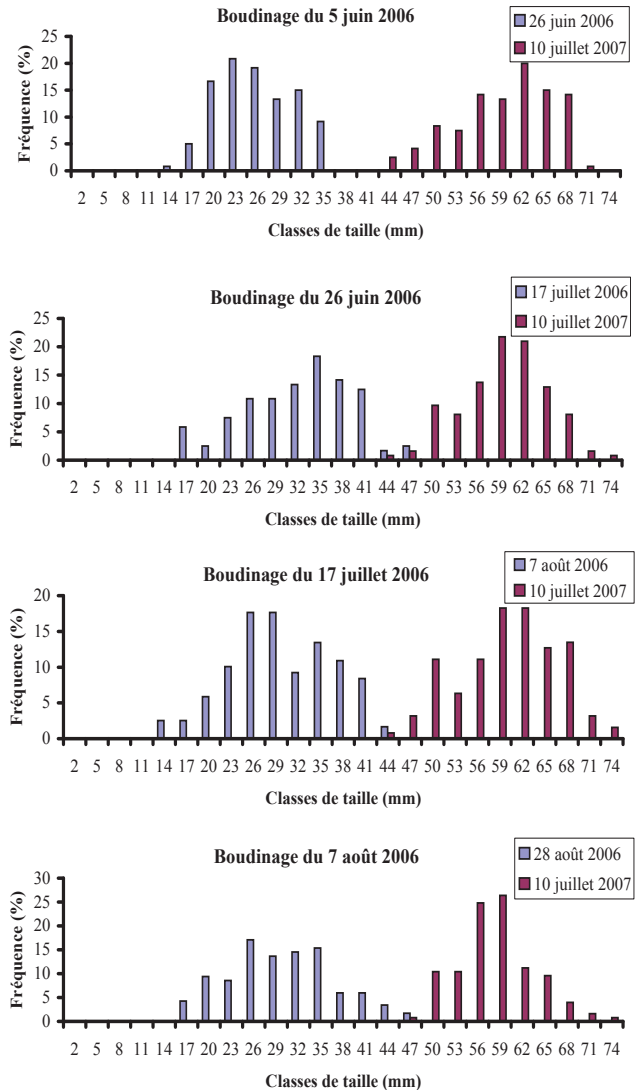 Boudinage du 5 juin 2006
26 juin 2006
10 juillet 2007
Fréquence (%)
25
20
15
10
5
0
2 5 8 11 14 17 20 23 26 29 32 35 38 41 44 47 50 53 56 59 62 65 68 71 74
Classes de taille (mm)
Boudinage du 26 juin 2006
17 juillet 2006
10 juillet 2007
Fréquence (%)
25
20
15
10
5
0
2 5 8 11 14 17 20 23 26 29 32 35 38 41 44 47 50 53 56 59 62 65 68 71 74
Classes de taille (mm)
Boudinage du 17 juillet 2006
7 août 2006
10 juillet 2007
Fréquence (%)
20
15
10
5
0
2 5 8 11 14 17 20 23 26 29 32 35 38 41 44 47 50 53 56 59 62 65 68 71 74
Classes de taille (mm)
Boudinage du 7 août 2006
28 août 2006
10 juillet 2007
Fréquence (%)
30
25
20
15
10
5
0
2 5 8 11 14 17 20 23 26 29 32 35 38 41 44 47 50 53 56 59 62 65 68 71 74
Classes de taille (mm)